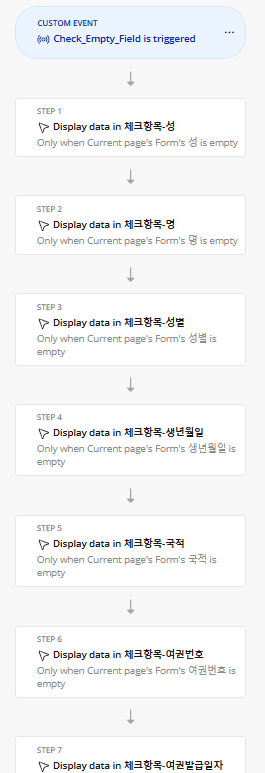 CUSTOM EVENT
Check_Empty_Field is triggered
STEP 1
Display data in 체크항목-성
Only when Current page's Form's 성 is empty
STEP 2
Display data in 체크항목-명
Only when Current page's Form's 명 is empty
STEP 3
Display data in 체크항목-성별
Only when Current page's Form's 성별 is
empty
STEP 4
Display data in 체크항목-생년월일
Only when Current page's Form's 생년월일 is
empty
STEP 5
Display data in 체크항목-국적
Only when Current page's Form's 국적 is
empty
STEP 6
Display data in 체크항목-여권번호
Only when Current page's Form's 여권번호 is
empty
STEP 7
Display data in 체크항목-여권발급일자